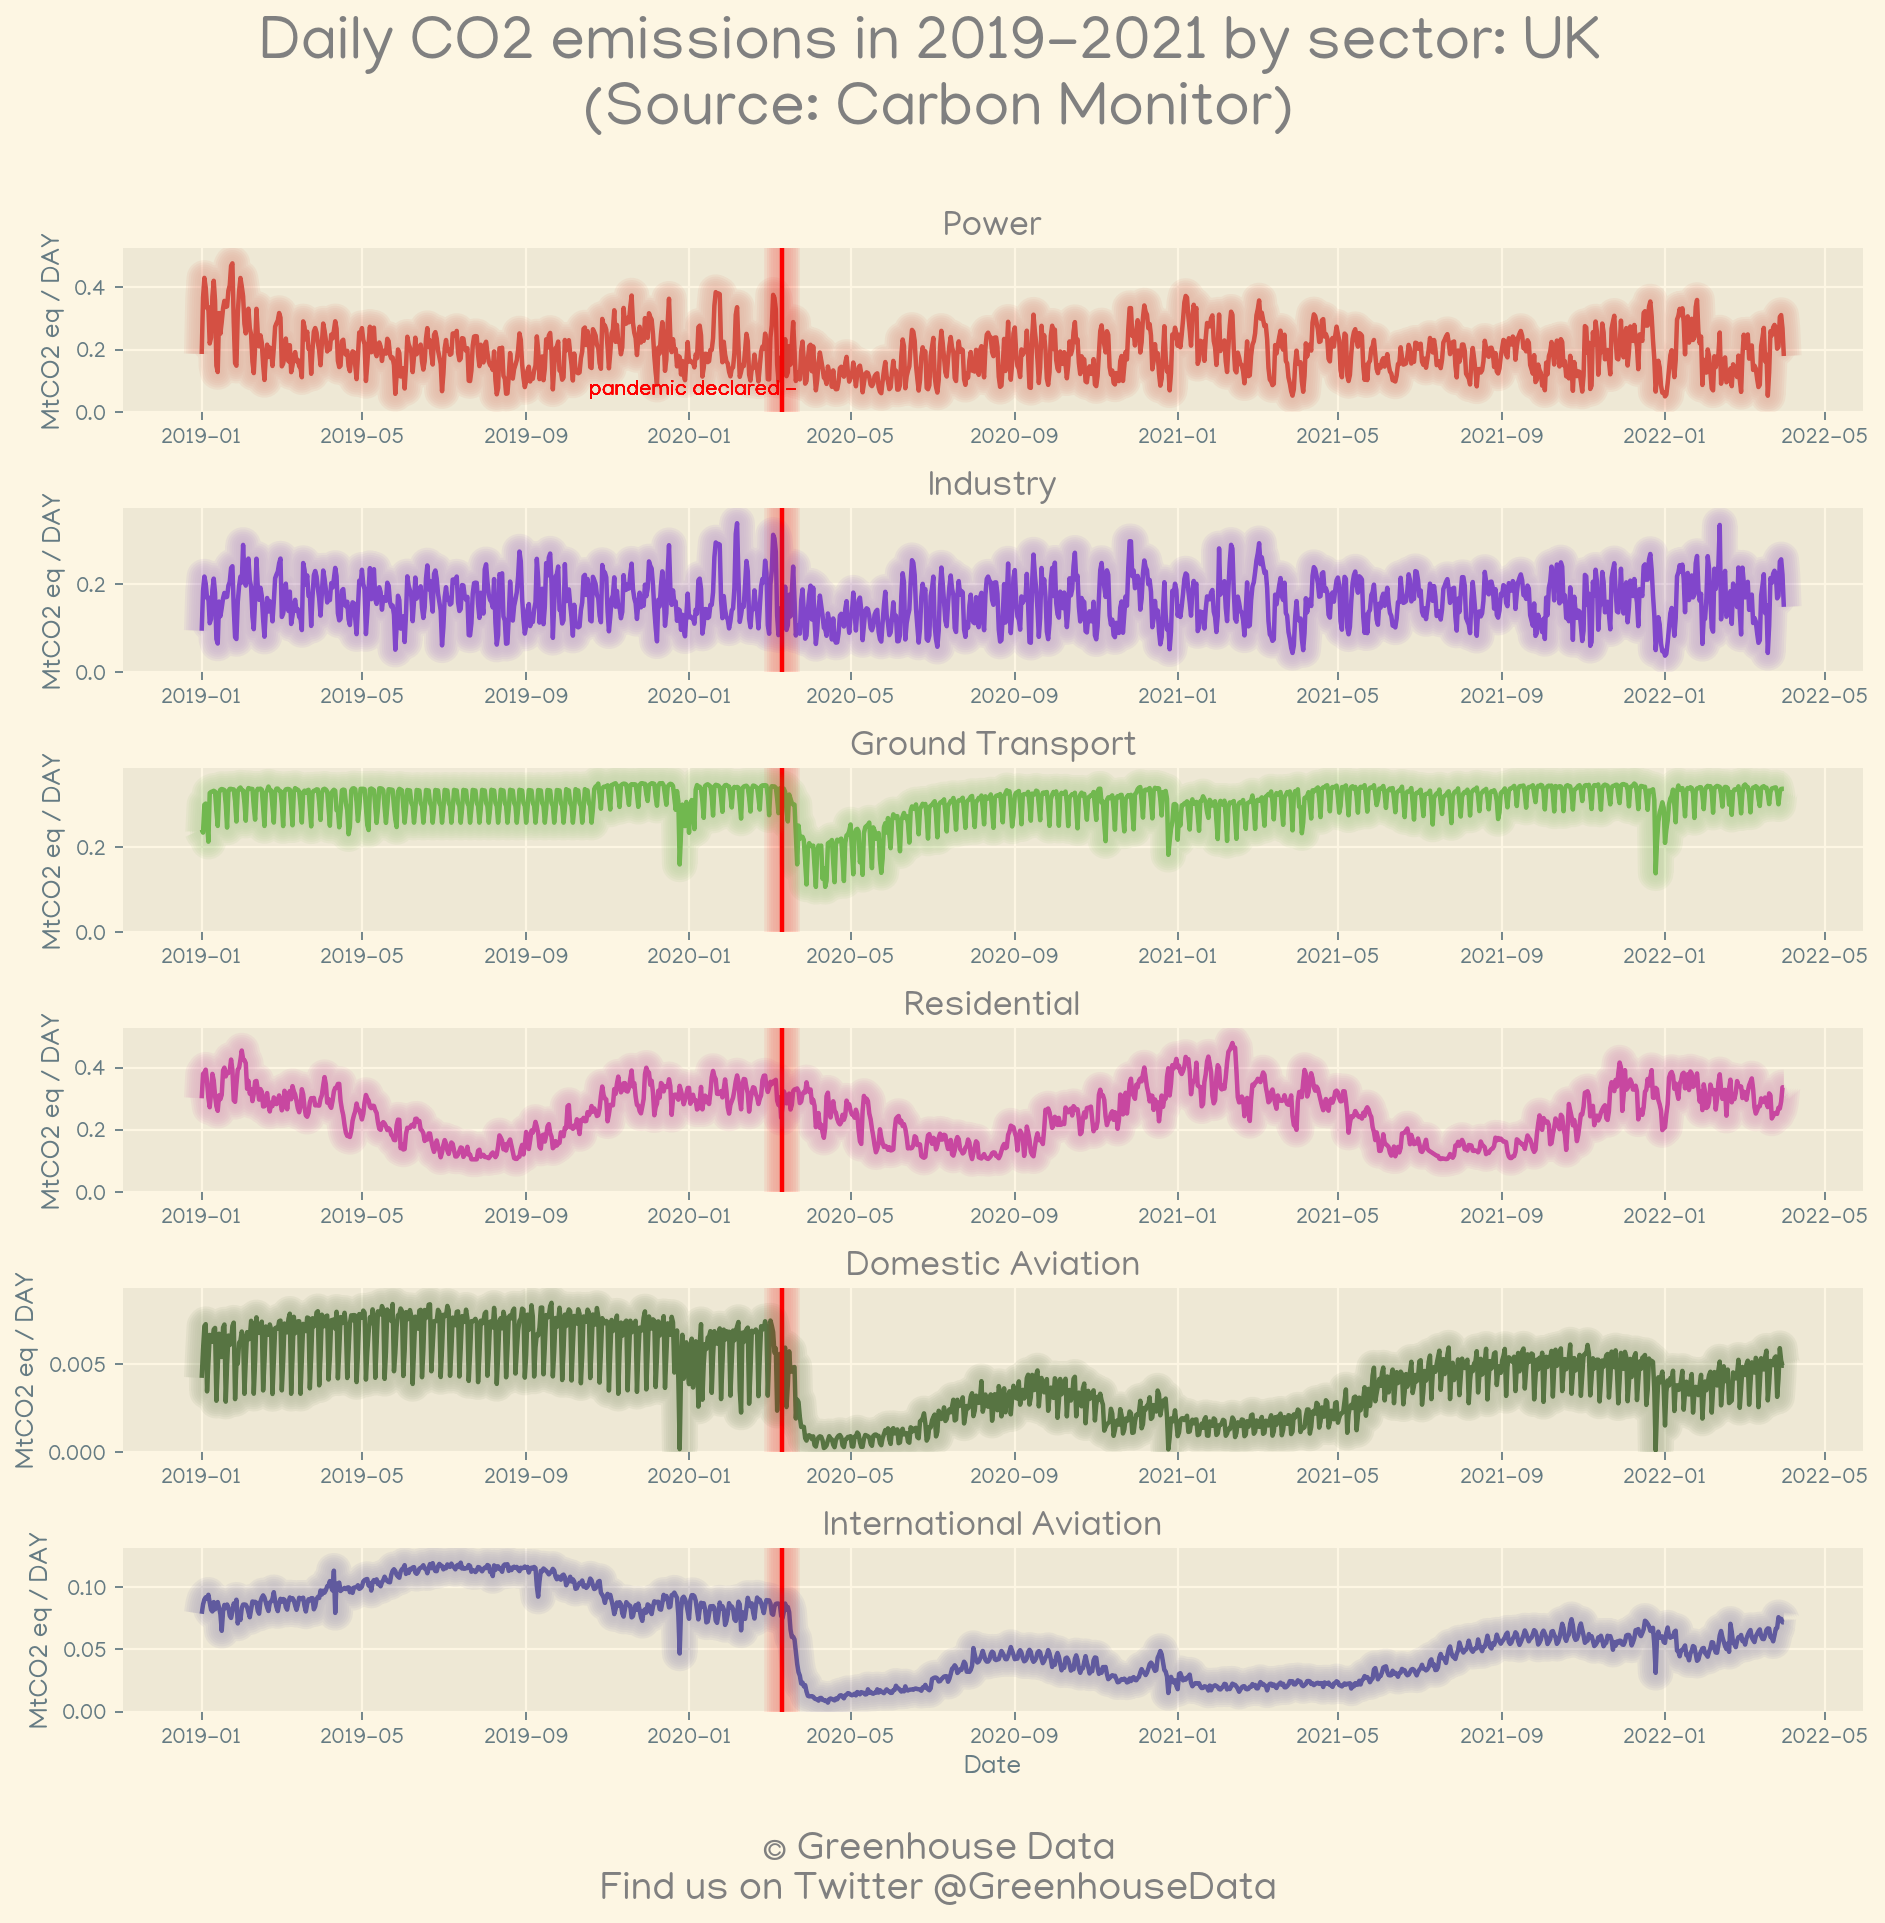 Daily CO2 emissions in 2019-2021 by sector: UK
(Source: Carbon Monitor)
Power
MtCO2 eq / DAY
0.4
0.2
0.0
pandemic declared -
2019-01 2019-05 2019-09 2020-01 2020-05 2020-09 2021-01 2021-05 2021-09 2022-01 2022-05
Industry
MtCO2 eq / DAY
0.2
0.0
2019-01 2019-05 2019-09 2020-01 2020-05 2020-09 2021-01 2021-05 2021-09 2022-01 2022-05
Ground Transport
MtCO2 eq / DAY
0.2
0.0
2019-01 2019-05 2019-09 2020-01 2020-05 2020-09 2021-01 2021-05 2021-09 2022-01 2022-05
Residential
MtCO2 eq / DAY
0.4
0.2
0.0
2019-01 2019-05 2019-09 2020-01 2020-05 2020-09 2021-01 2021-05 2021-09 2022-01 2022-05
Domestic Aviation
MtCO2 eq / DAY
0.005
0.000
2019-01 2019-05 2019-09 2020-01 2020-05 2020-09 2021-01 2021-05 2021-09 2022-01 2022-05
International Aviation
MtCO2 eq / DAY
0.10
0.05
0.00
2019-01 2019-05 2019-09 2020-01 2020-05 2020-09 2021-01 2021-05 2021-09 2022-01 2022-05
Date
© Greenhouse Data
Find us on Twitter @GreenhouseData